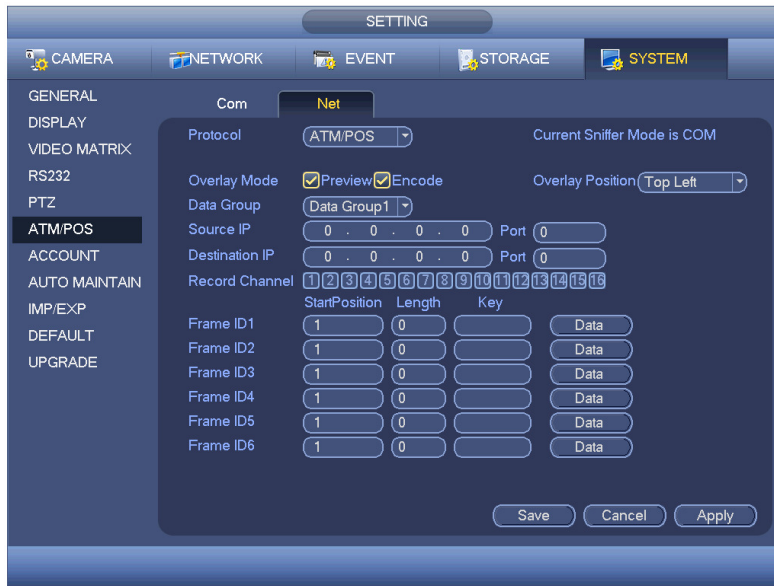 SETTING
CAMERA NETWORK EVENT STORAGE SYSTEM
GENERAL
DISPLAY
VIDEO MATRIX
RS232
PTZ
ATM/POS
ACCOUNT
AUTO MAINTAIN
IMP/EXP
DEFAULT
UPGRADE
Com Net
Protocol ATM/POS Current Sniffer Mode is COM
Overlay Mode Preview Encode Overlay Position Top Left
Data Group Data Group1
Source IP 0 . 0 . 0 . 0 Port 0
Destination IP 0 . 0 . 0 . 0 Port 0
Record Channel 1 2 3 4 5 6 7 8 9 10 11 12 13 14 15 16
StartPosition Length Key
Frame ID1 1 0 Data
Frame ID2 1 0 Data
Frame ID3 1 0 Data
Frame ID4 1 0 Data
Frame ID5 1 0 Data
Frame ID6 1 0 Data
Save Cancel Apply